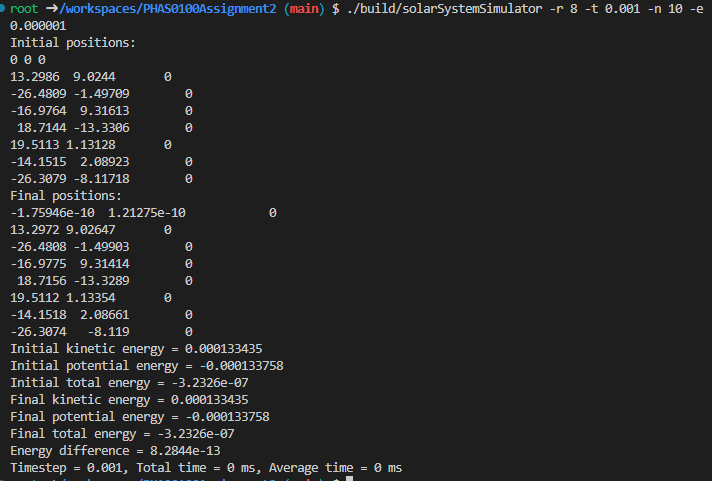 root ➜ /workspaces/PHAS0100Assignment2 (main) $ ./build/solarSystemSimulator -r 8 -t 0.001 -n 10 -e
0.000001
Initial positions:
0 0 0
13.2986 9.0244 0
-26.4809 -1.49709 0
-16.9764 9.31613 0
18.7144 -13.3306 0
19.5113 1.13128 0
-14.1515 2.08923 0
-26.3079 -8.11718 0
Final positions:
-1.75946e-10 1.21275e-10 0
13.2972 9.02647 0
-26.4808 -1.49903 0
-16.9775 9.31414 0
18.7156 -13.3289 0
19.5112 1.13354 0
-14.1518 2.08661 0
-26.3074 -8.119 0
Initial kinetic energy = 0.000133435
Initial potential energy = -0.000133758
Initial total energy = -3.2326e-07
Final kinetic energy = 0.000133435
Final potential energy = -0.000133758
Final total energy = -3.2326e-07
Energy difference = 8.2844e-13
Timestep = 0.001, Total time = 0 ms, Average time = 0 ms